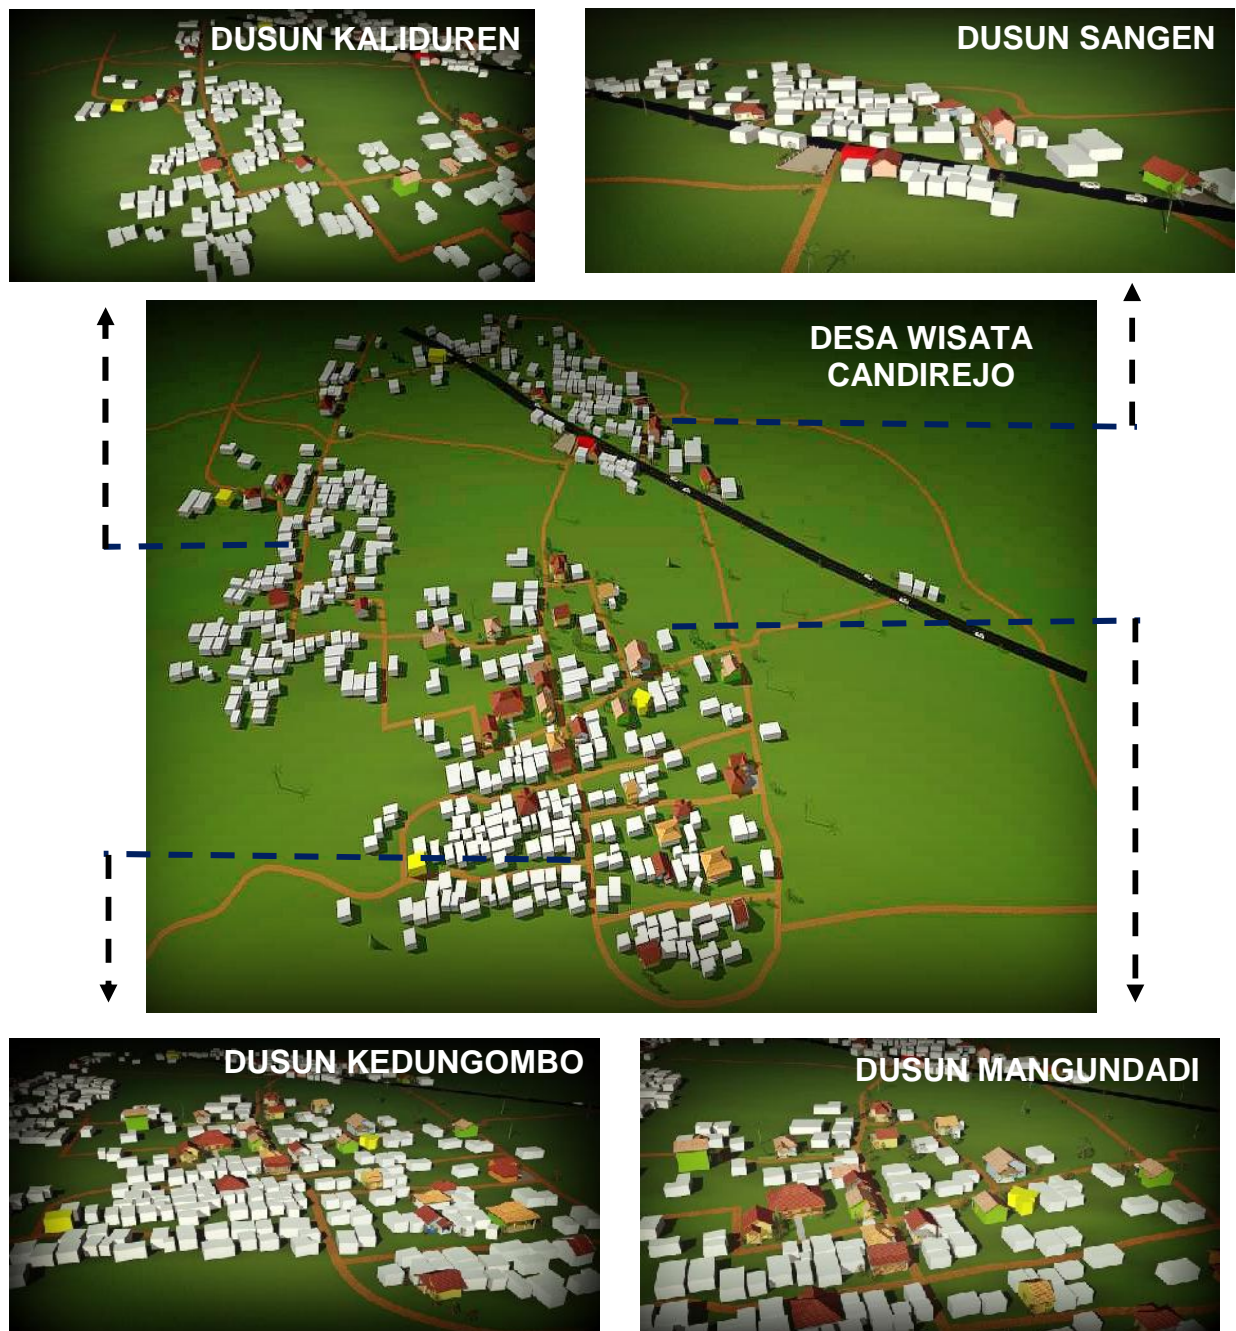 DUSUN KALIDUREN
DUSUN SANGEN
DESA WISATA
CANDIREJO
DUSUN KEDUNGOMBO
DUSUN MANGUNDADI